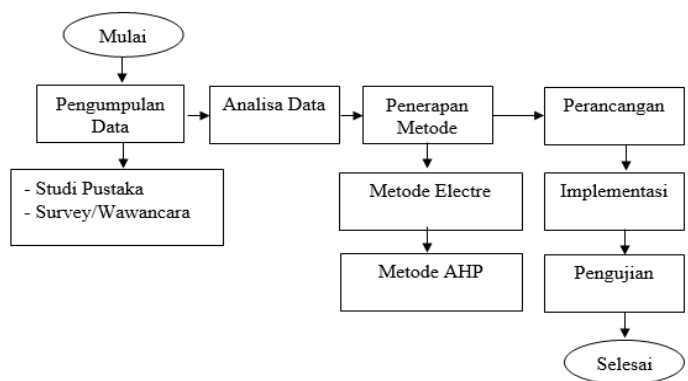 Mulai
Pengumpulan
Data
Analisa Data
Penerapan
Metode
Perancangan
- Studi Pustaka
- Survey/Wawancara
Metode Electre
Implementasi
Metode AHP
Pengujian
Selesai